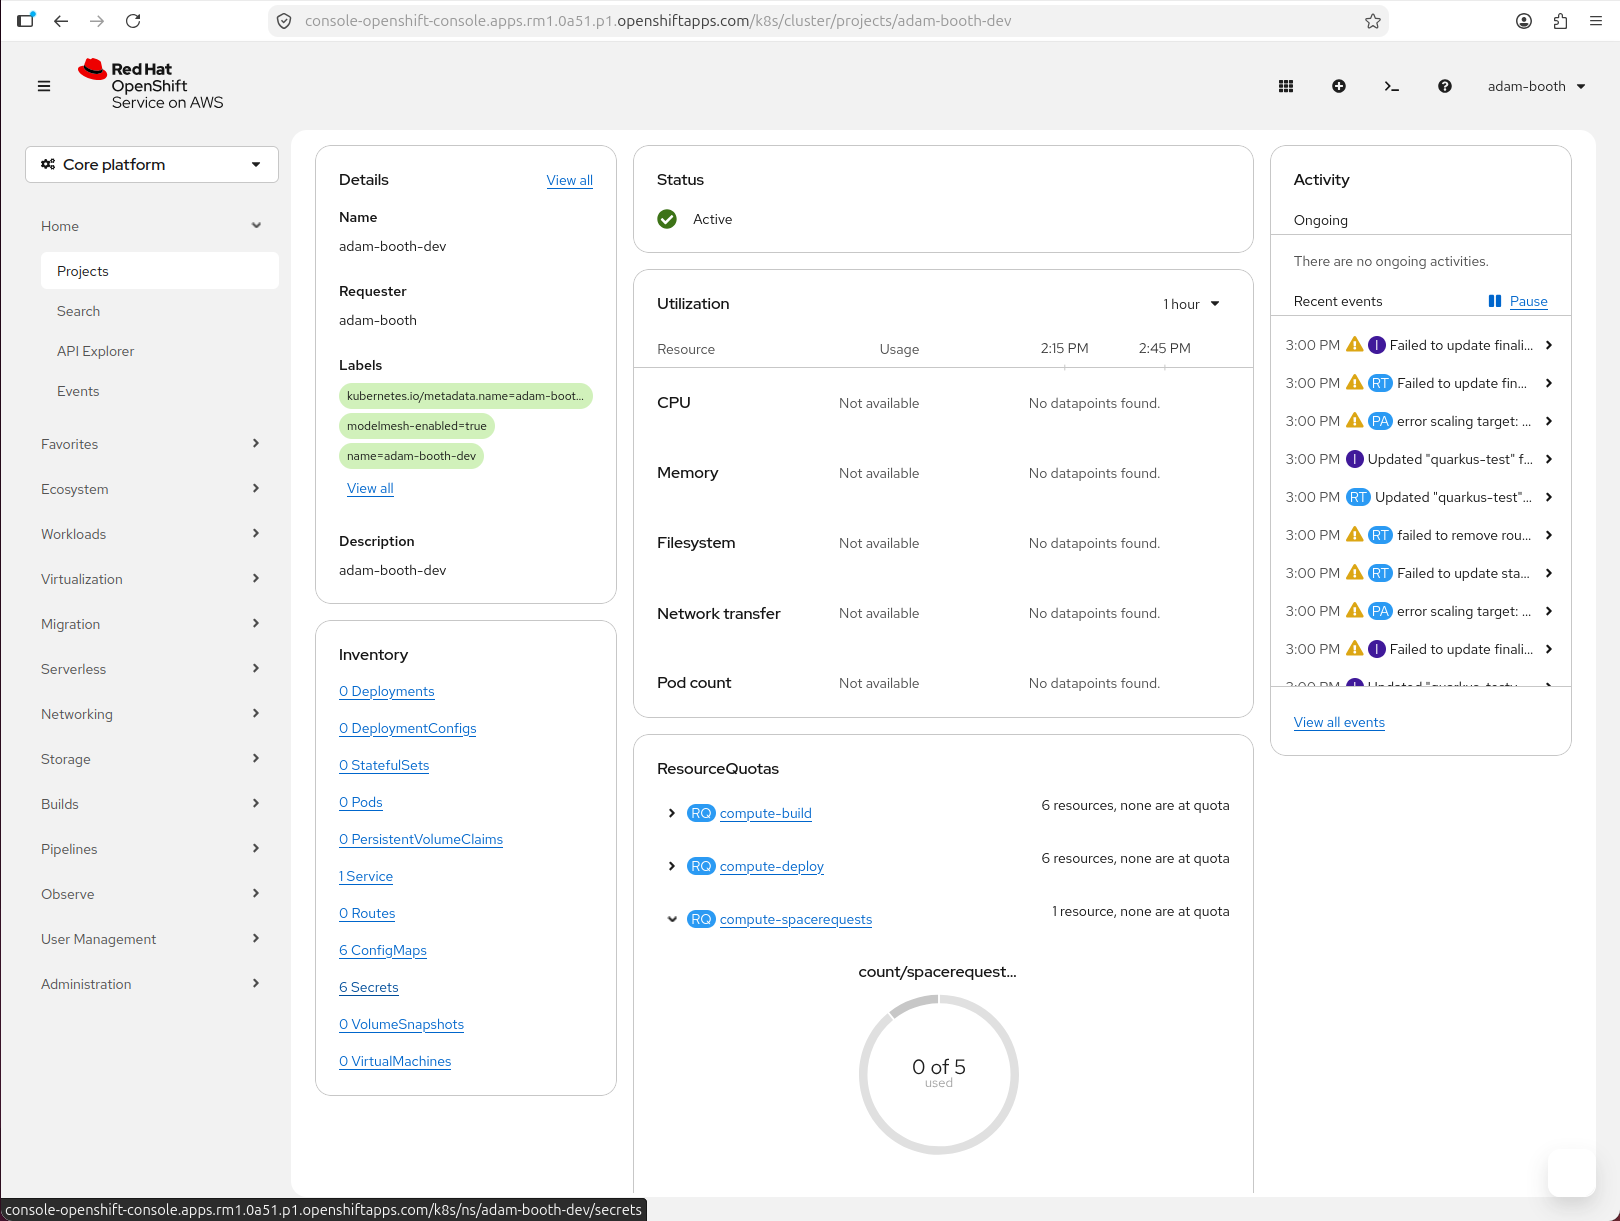 console-openshift-console.apps.rm1.0a51.p1.openshiftapps.com/k8s/cluster/projects/adam-booth-dev
Red Hat
OpenShift
Service on AWS
adam-booth
Core platform
Home
Projects
Search
API Explorer
Events
Favorites
Ecosystem
Workloads
Virtualization
Migration
Serverless
Networking
Storage
Builds
Pipelines
Observe
User Management
Administration
Details View all
Name
adam-booth-dev
Requester
adam-booth
Labels
kubernetes.io/metadata.name=adam-boot...
modelmesh-enabled=true
name=adam-booth-dev
View all
Description
adam-booth-dev
Inventory
0 Deployments
0 DeploymentConfigs
0 StatefulSets
0 Pods
0 PersistentVolumeClaims
1 Service
0 Routes
6 ConfigMaps
6 Secrets
0 VolumeSnapshots
0 VirtualMachines
Status
Active
Utilization 1 hour
Resource Usage 2:15 PM 2:45 PM
CPU Not available No datapoints found.
Memory Not available No datapoints found.
Filesystem Not available No datapoints found.
Network transfer Not available No datapoints found.
Pod count Not available No datapoints found.
ResourceQuotas
RQ compute-build 6 resources, none are at quota
RQ compute-deploy 6 resources, none are at quota
RQ compute-spacerequests 1 resource, none are at quota
count/spacerequest...
0 of 5
used
Activity
Ongoing
There are no ongoing activities.
Recent events Pause
3:00 PM I Failed to update finali...
3:00 PM RT Failed to update fin...
3:00 PM PA error scaling target: ...
3:00 PM I Updated "quarkus-test" f...
3:00 PM RT Updated "quarkus-test"...
3:00 PM RT failed to remove rou...
3:00 PM RT Failed to update sta...
3:00 PM PA error scaling target: ...
3:00 PM I Failed to update finali...
3:00 PM I Updated
View all events
console-openshift-console.apps.rm1.0a51.p1.openshiftapps.com/k8s/ns/adam-booth-dev/secrets